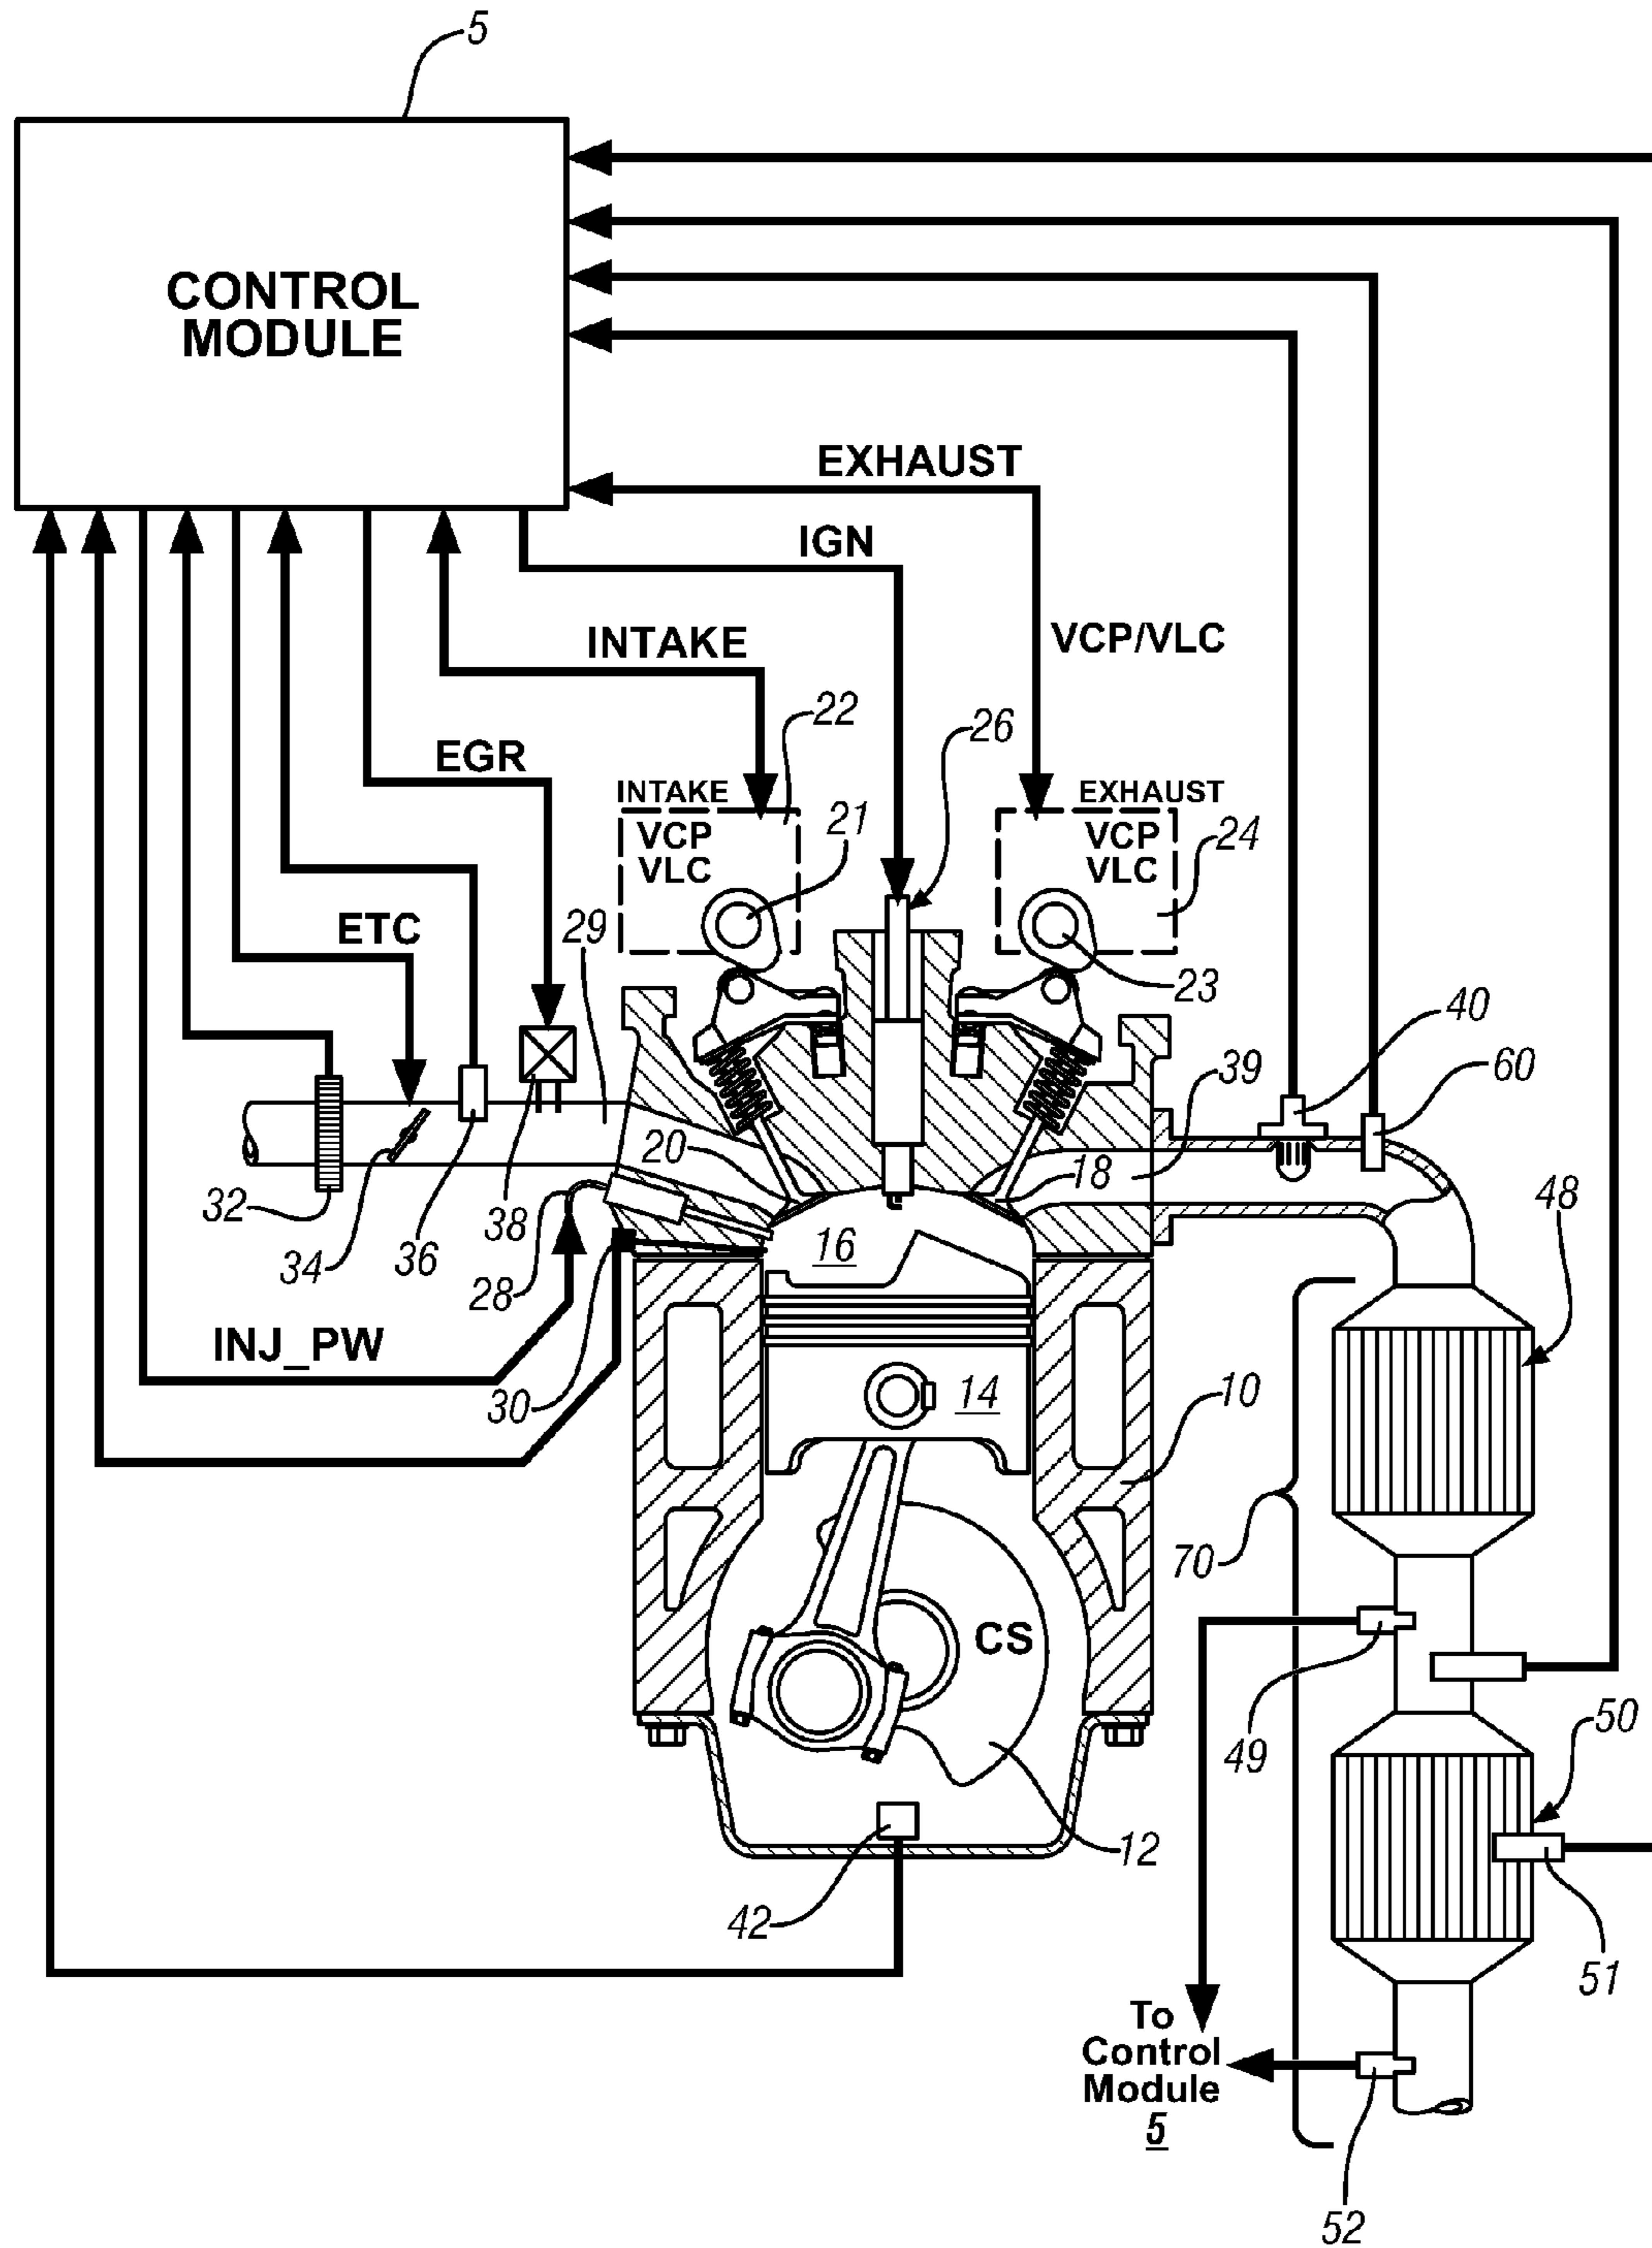 5
CONTROL
MODULE
EXHAUST
IGN
INTAKE
VCP/VLC
22
26
EGR
INTAKE
EXHAUST
VCP
VLC
21
VCP
VLC
24
ETC
29
23
40
39
60
20
18
32
38
48
34
36
28
16
INJ_PW
30
14
10
70
CS
49
50
12
42
51
To
Control
Module
5
52